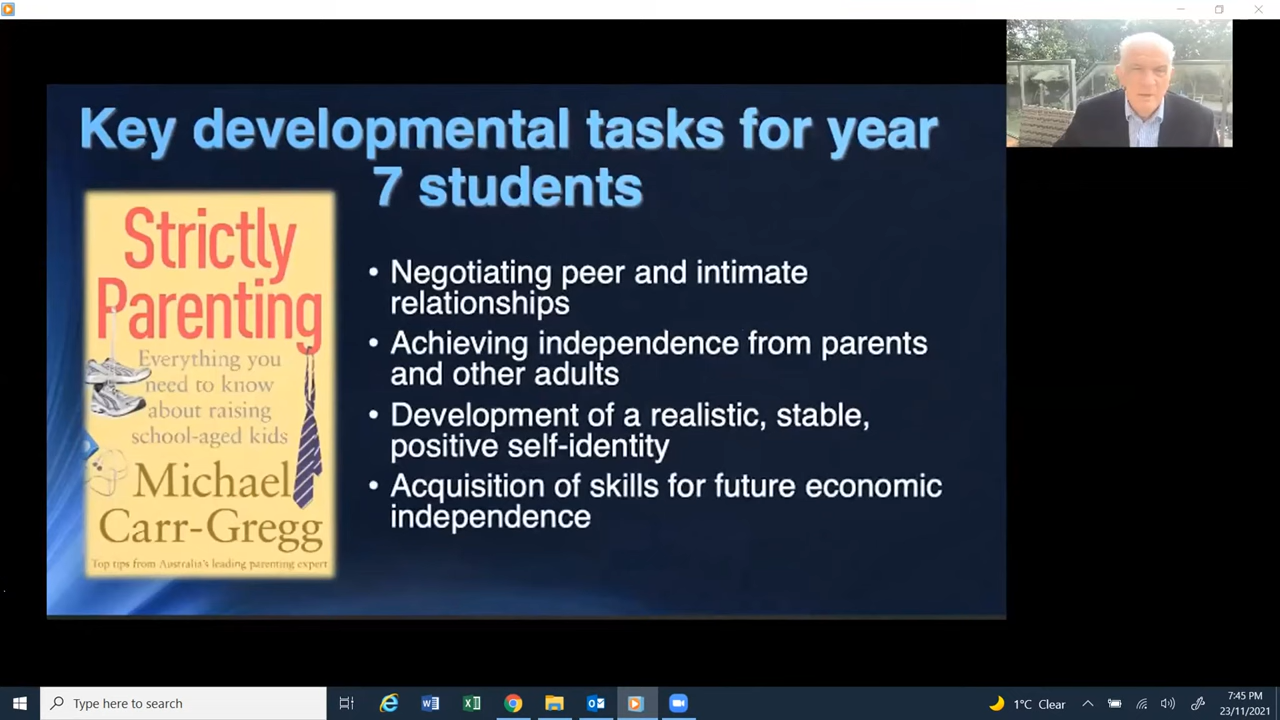 Key developmental tasks for year
7 students
Strictly
Parenting
Everything you
need to know
about raising
school-aged kids
Michael
Carr-Gregg
Top tips from Australia's leading parenting expert
• Negotiating peer and intimate
relationships
• Achieving independence from parents
and other adults
• Development of a realistic, stable,
positive self-identity
• Acquisition of skills for future economic
independence
Type here to search
1°C Clear
7:45 PM
23/11/2021